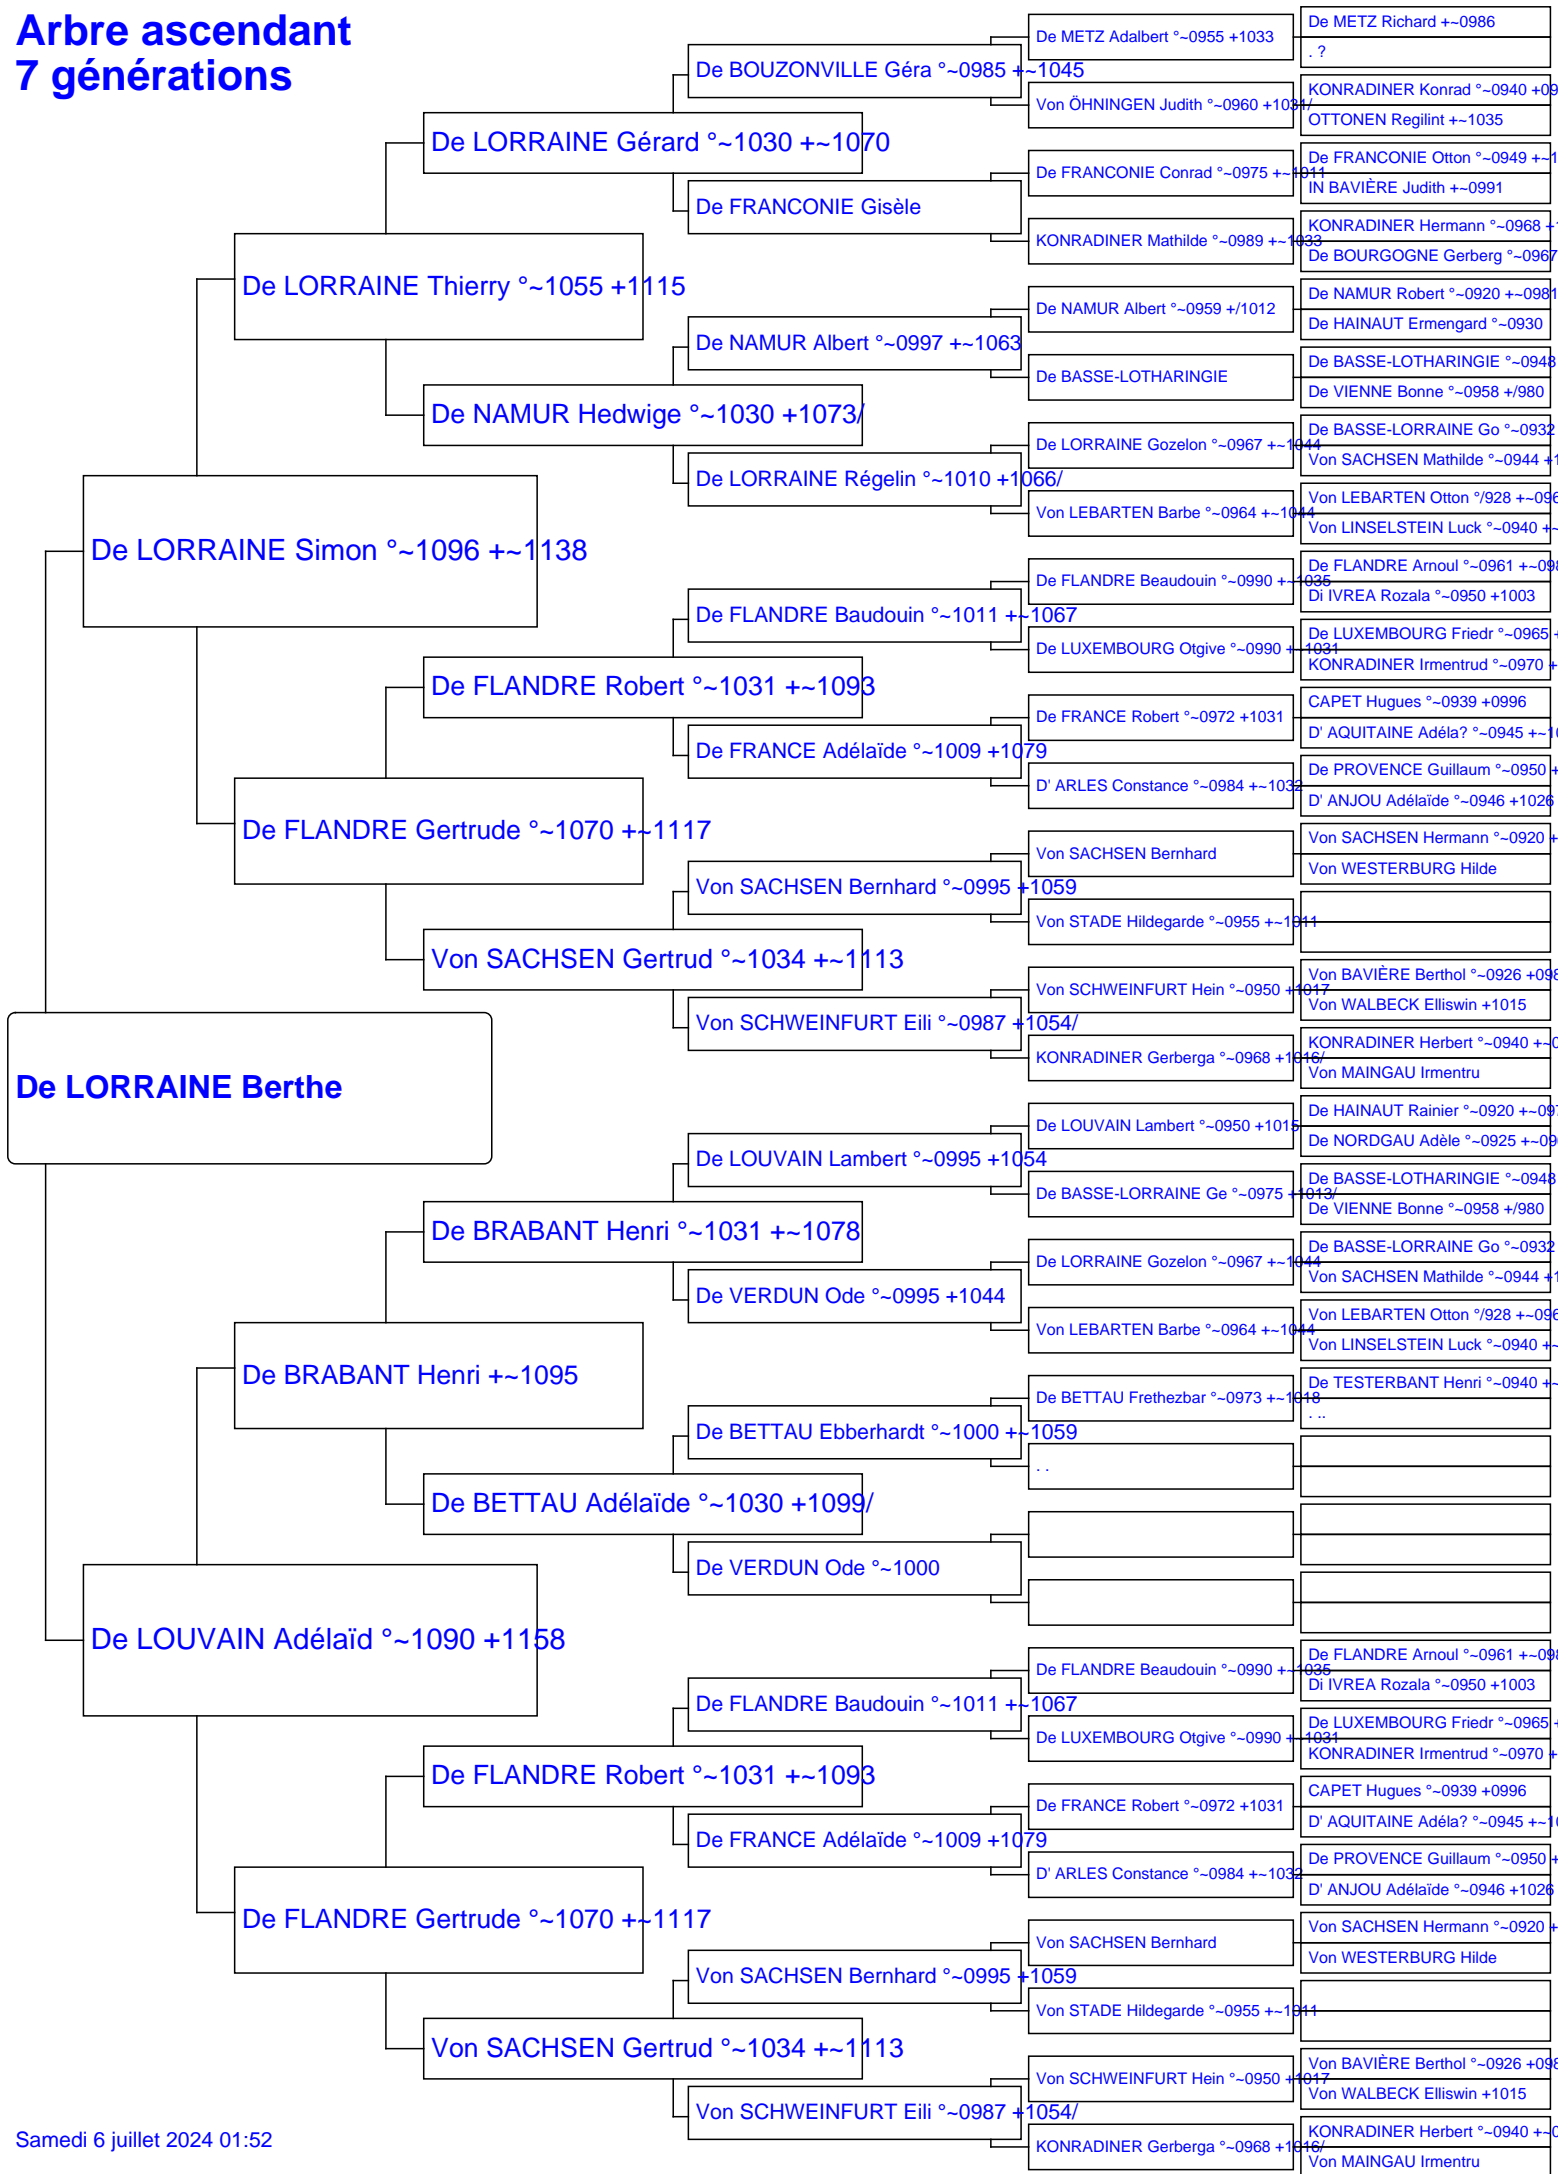 Arbre ascendant
7 générations
De LORRAINE Berthe
De LORRAINE Simon °~1096 +~1138
De LOUVAIN Adélaïd °~1090 +1158
De LORRAINE Thierry °~1055 +1115
De FLANDRE Gertrude °~1070 +~1117
De BRABANT Henri +~1095
De FLANDRE Gertrude °~1070 +~1117
De LORRAINE Gérard °~1030 +~1070
De NAMUR Hedwige °~1030 +1073/
De FLANDRE Robert °~1031 +~1093
Von SACHSEN Gertrud °~1034 +~1113
De BRABANT Henri °~1031 +~1078
De BETTAU Adélaïde °~1030 +1099/
De FLANDRE Robert °~1031 +~1093
Von SACHSEN Gertrud °~1034 +~1113
De BOUZONVILLE Géra °~0985 +~1045
De FRANCONIE Gisèle
De NAMUR Albert °~0997 +~1063
De LORRAINE Régelin °~1010 +1066/
De FLANDRE Baudouin °~1011 +~1067
De FRANCE Adélaïde °~1009 +1079
Von SACHSEN Bernhard °~0995 +1059
Von SCHWEINFURT Eili °~0987 +1054/
De LOUVAIN Lambert °~0995 +1054
De VERDUN Ode °~0995 +1044
De BETTAU Ebberhardt °~1000 +~1059
De VERDUN Ode °~1000
De FLANDRE Baudouin °~1011 +~1067
De FRANCE Adélaïde °~1009 +1079
Von SACHSEN Bernhard °~0995 +1059
Von SCHWEINFURT Eili °~0987 +1054/
De METZ Adalbert °~0955 +1033
Von ÖHNINGEN Judith °~0960 +1031/
De FRANCONIE Conrad °~0975 +~1011
KONRADINER Mathilde °~0989 +~1033
De NAMUR Albert °~0959 +/1012
De BASSE-LOTHARINGIE
De LORRAINE Gozelon °~0967 +~1044
Von LEBARTEN Barbe °~0964 +~1044
De FLANDRE Beaudouin °~0990 +~1035
De LUXEMBOURG Otgive °~0990 +~1031
De FRANCE Robert °~0972 +1031
D' ARLES Constance °~0984 +~1032
Von SACHSEN Bernhard
Von STADE Hildegarde °~0955 +~1011
Von SCHWEINFURT Hein °~0950 +1017
KONRADINER Gerberga °~0968 +1016/
De LOUVAIN Lambert °~0950 +1015
De BASSE-LORRAINE Ge °~0975 +1013/
De LORRAINE Gozelon °~0967 +~1044
Von LEBARTEN Barbe °~0964 +~1044
De BETTAU Frethezbar °~0973 +~1018
. .
De FLANDRE Beaudouin °~0990 +~1035
De LUXEMBOURG Otgive °~0990 +~1031
De FRANCE Robert °~0972 +1031
D' ARLES Constance °~0984 +~1032
Von SACHSEN Bernhard
Von STADE Hildegarde °~0955 +~1011
Von SCHWEINFURT Hein °~0950 +1017
KONRADINER Gerberga °~0968 +1016/
De METZ Richard +~0986
. ?
KONRADINER Konrad °~0940 +09
OTTONEN Regilint +~1035
De FRANCONIE Otton °~0949 +~1
IN BAVIÈRE Judith +~0991
KONRADINER Hermann °~0968 +1
De BOURGOGNE Gerberg °~0967
De NAMUR Robert °~0920 +~0981
De HAINAUT Ermengard °~0930
De BASSE-LOTHARINGIE °~0948
De VIENNE Bonne °~0958 +/980
De BASSE-LORRAINE Go °~0932
Von SACHSEN Mathilde °~0944 +1
Von LEBARTEN Otton °/928 +~096
Von LINSELSTEIN Luck °~0940 +~
De FLANDRE Arnoul °~0961 +~098
Di IVREA Rozala °~0950 +1003
De LUXEMBOURG Friedr °~0965 +
KONRADINER Irmentrud °~0970 +
CAPET Hugues °~0939 +0996
D' AQUITAINE Adéla? °~0945 +~10
De PROVENCE Guillaum °~0950 +
D' ANJOU Adélaïde °~0946 +1026
Von SACHSEN Hermann °~0920 +
Von WESTERBURG Hilde
Von BAVIÈRE Berthol °~0926 +098
Von WALBECK Elliswin +1015
KONRADINER Herbert °~0940 +~0
Von MAINGAU Irmentru
De HAINAUT Rainier °~0920 +~097
De NORDGAU Adèle °~0925 +~09
De BASSE-LOTHARINGIE °~0948
De VIENNE Bonne °~0958 +/980
De BASSE-LORRAINE Go °~0932
Von SACHSEN Mathilde °~0944 +1
Von LEBARTEN Otton °/928 +~096
Von LINSELSTEIN Luck °~0940 +~
De TESTERBANT Henri °~0940 +~
. ..
De FLANDRE Arnoul °~0961 +~098
Di IVREA Rozala °~0950 +1003
De LUXEMBOURG Friedr °~0965 +
KONRADINER Irmentrud °~0970 +
CAPET Hugues °~0939 +0996
D' AQUITAINE Adéla? °~0945 +~10
De PROVENCE Guillaum °~0950 +
D' ANJOU Adélaïde °~0946 +1026
Von SACHSEN Hermann °~0920 +
Von WESTERBURG Hilde
Von BAVIÈRE Berthol °~0926 +098
Von WALBECK Elliswin +1015
KONRADINER Herbert °~0940 +~0
Von MAINGAU Irmentru
Samedi 6 juillet 2024 01:52